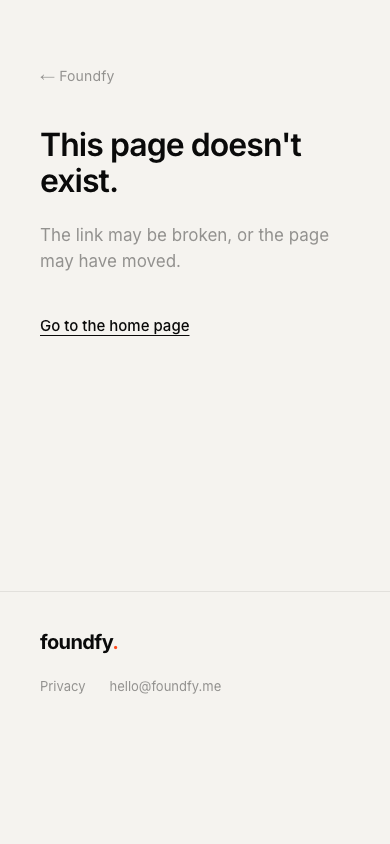 ← Foundfy
This page doesn't
exist.
The link may be broken, or the page
may have moved.
Go to the home page
foundfy.
Privacy hello@foundfy.me